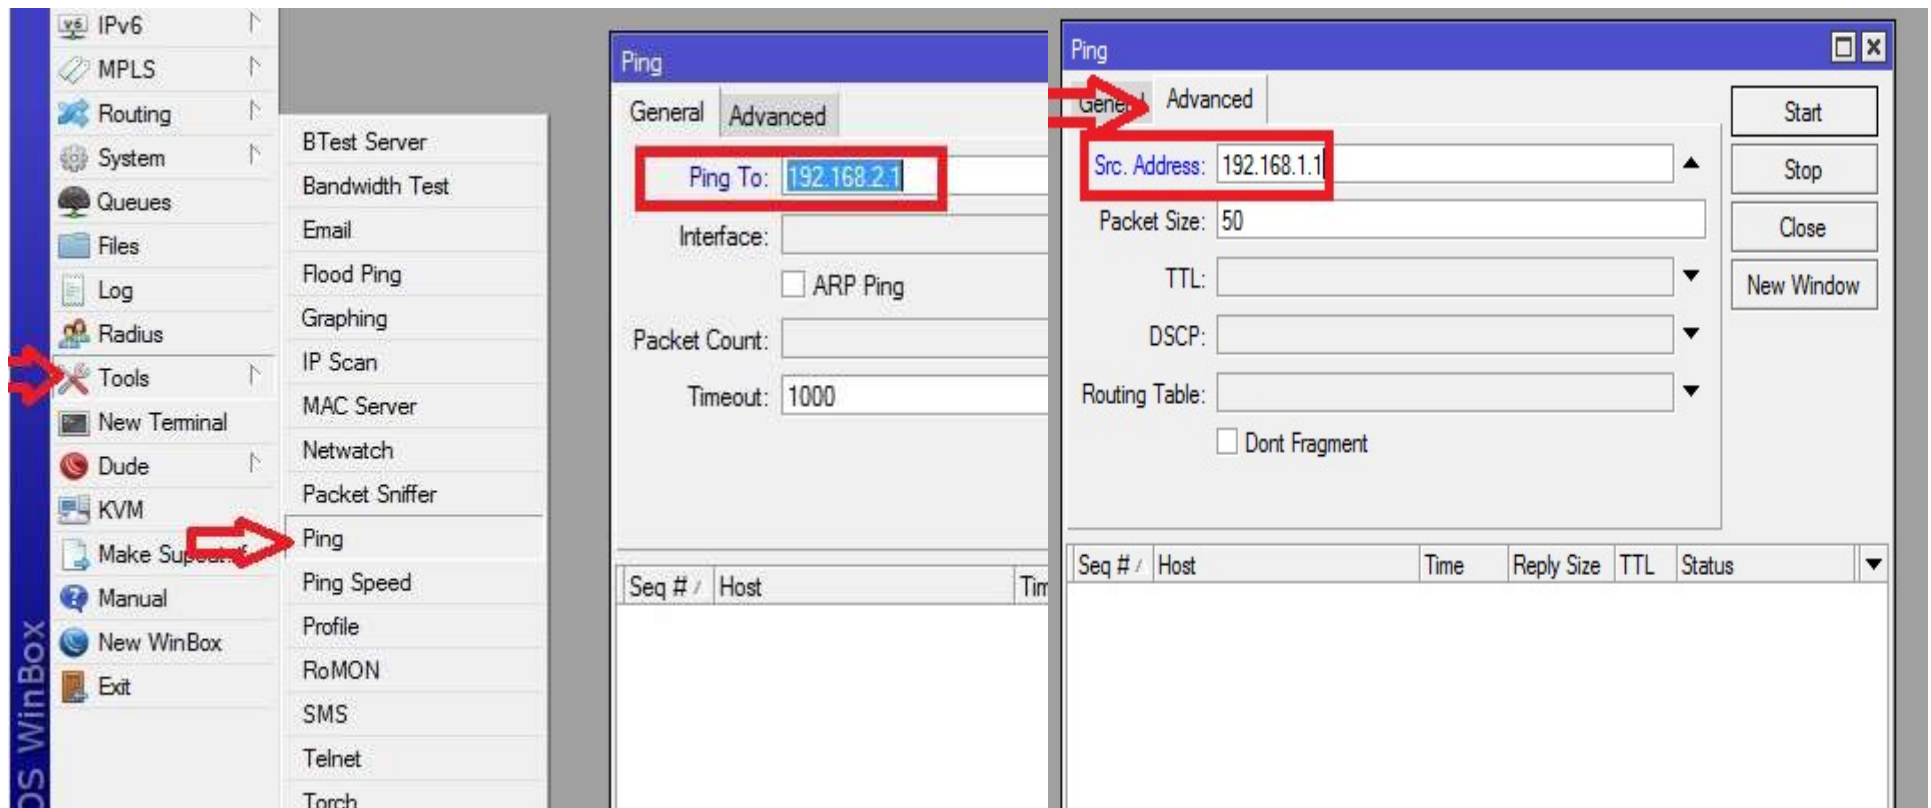 IPv6
MPLS
Routing
System
Queues
Files
Log
Radius
Tools
New Terminal
Dude
KVM
Make
Manual
New WinBox
Exit
OS WinBox
BTest Server
Bandwidth Test
Email
Flood Ping
Graphing
IP Scan
MAC Server
Netwatch
Packet Sniffer
Ping
Ping Speed
Profile
RoMON
SMS
Telnet
Torch
Ping
General Advanced
Ping To: 192.168.2.1
Interface:
ARP Ping
Packet Count:
Timeout: 1000
Seq # Host Tim
Ping
General Advanced
Src. Address: 192.168.1.1
Packet Size: 50
TTL:
DSCP:
Routing Table:
Dont Fragment
Start
Stop
Close
New Window
Seq # Host Time Reply Size TTL Status